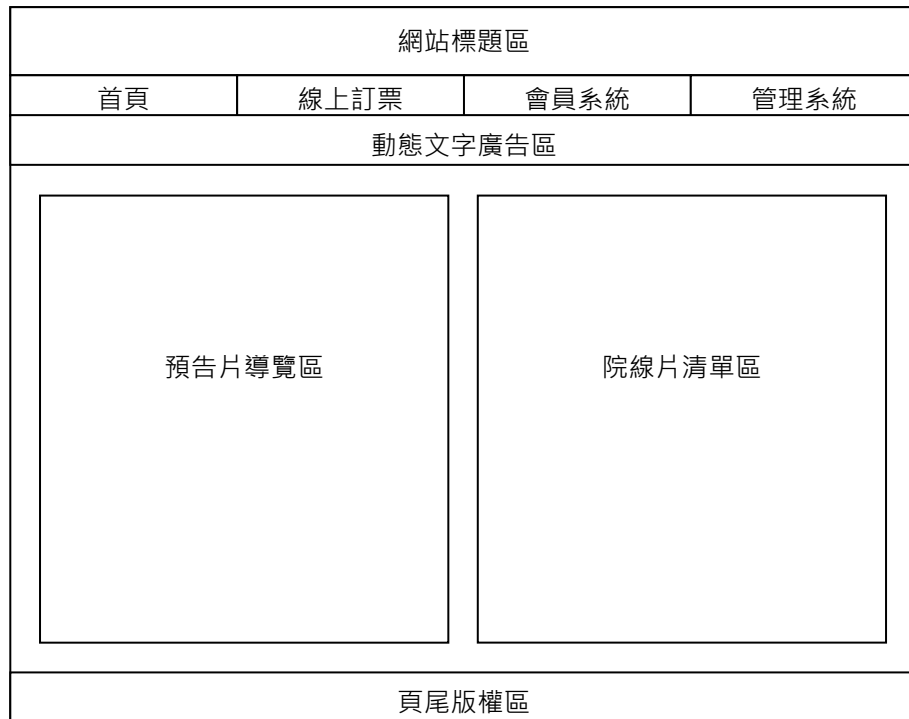 網站標題區
首頁 線上訂票 會員系統 管理系統
動態文字廣告區
預告片導覽區 院線片清單區
頁尾版權區